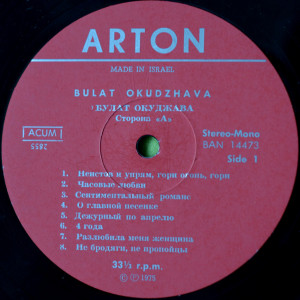 ARTON
MADE IN ISRAEL
BULAT OKUDZHAVA
БУЛАТ ОКУДЖАВА
Сторона «А»
ACUM
2855
Stereo-Mono
BAN 14473
Side 1
1. Неистов и упрям, гори огонь, гори
2. Часовые любви
3. Сентиментальный романс
4. О главной песенке
5. Дежурный по апрелю
6. 4 года
7. Разлюбила меня женщина
8. Не бродяги, не пропойцы
33⅓ r.p.m.
© Ⓟ 1975